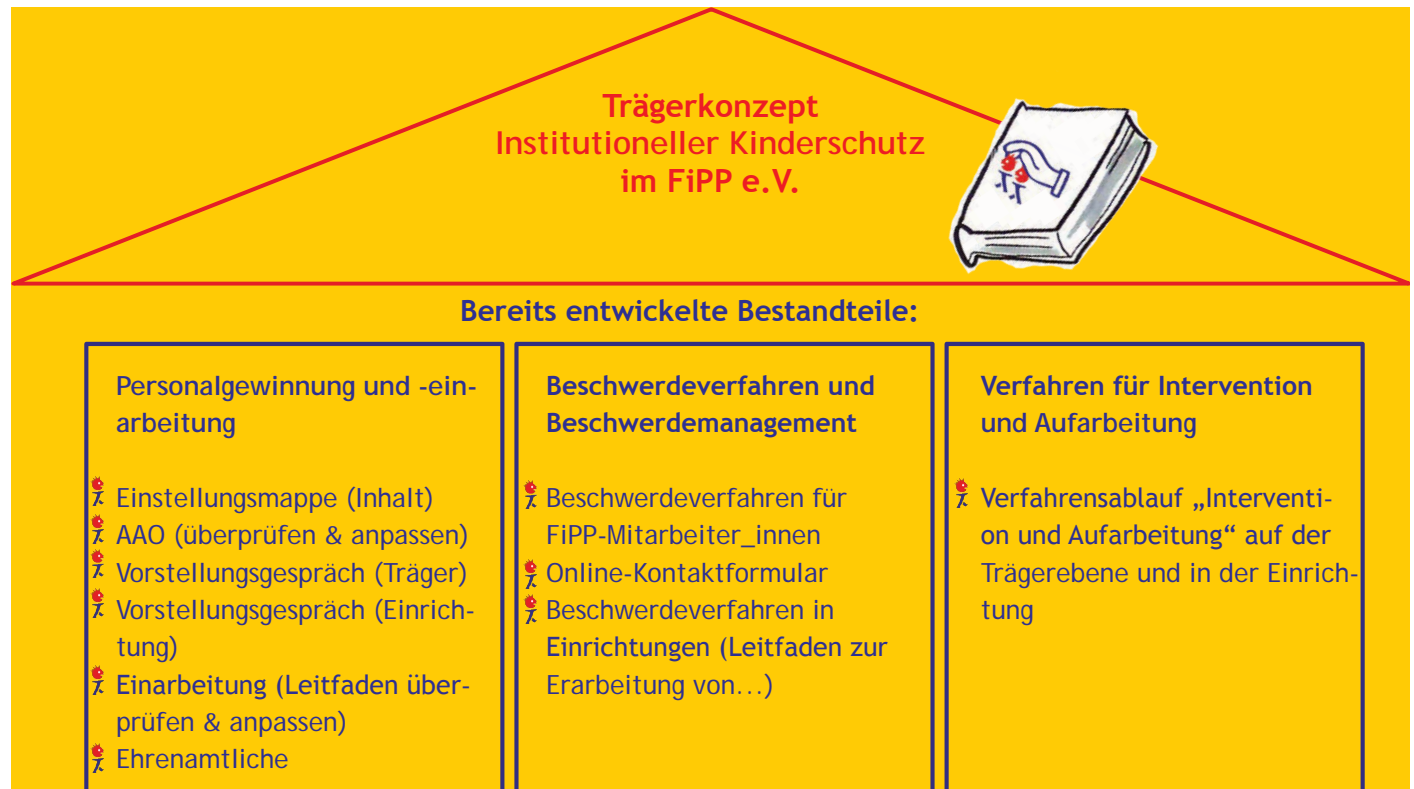 Trägerkonzept
Institutioneller Kinderschutz
im FiPP e.V.
Bereits entwickelte Bestandteile:
Personalgewinnung und -ein-
arbeitung
Einstellungsmappe (Inhalt)
AAO (überprüfen & anpassen)
Vorstellungsgespräch (Träger)
Vorstellungsgespräch (Einrich-
tung)
Einarbeitung (Leitfaden über-
prüfen & anpassen)
Ehrenamtliche
Beschwerdeverfahren und
Beschwerdemanagement
Beschwerdeverfahren für
FiPP-Mitarbeiter_innen
Online-Kontaktformular
Beschwerdeverfahren in
Einrichtungen (Leitfaden zur
Erarbeitung von...)
Verfahren für Intervention
und Aufarbeitung
Verfahrensablauf „Interventi-
on und Aufarbeitung“ auf der
Trägerebene und in der Einrich-
tung